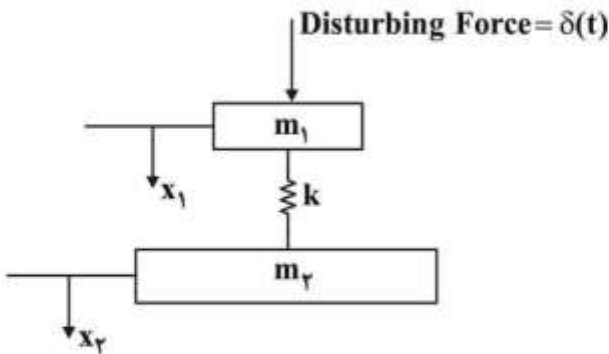 Disturbing Force = δ(t)
m۱
x۱
k
m۲
x۲